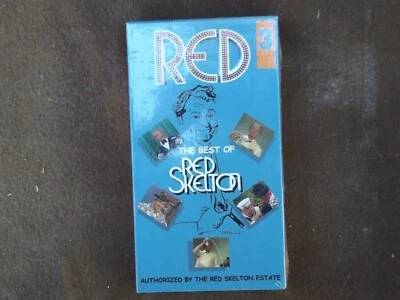 RED
3
THE BEST OF
RED
SKELTON
AUTHORIZED BY THE RED SKELTON ESTATE